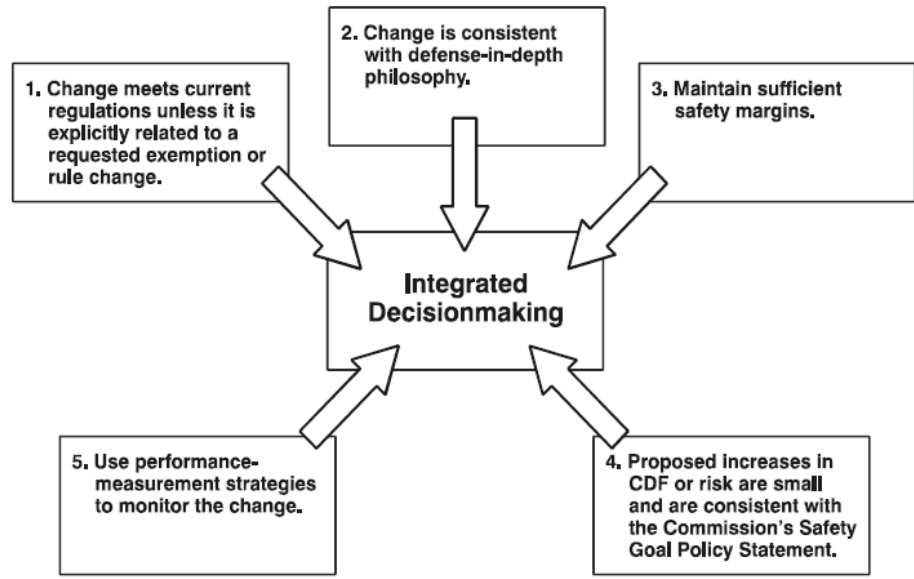 1. Change meets current
regulations unless it is
explicitly related to a
requested exemption or
rule change.
2. Change is consistent
with defense-in-depth
philosophy.
3. Maintain sufficient
safety margins.
Integrated
Decisionmaking
5. Use performance-
measurement strategies
to monitor the change.
4. Proposed increases in
CDF or risk are small
and are consistent with
the Commission's Safety
Goal Policy Statement.